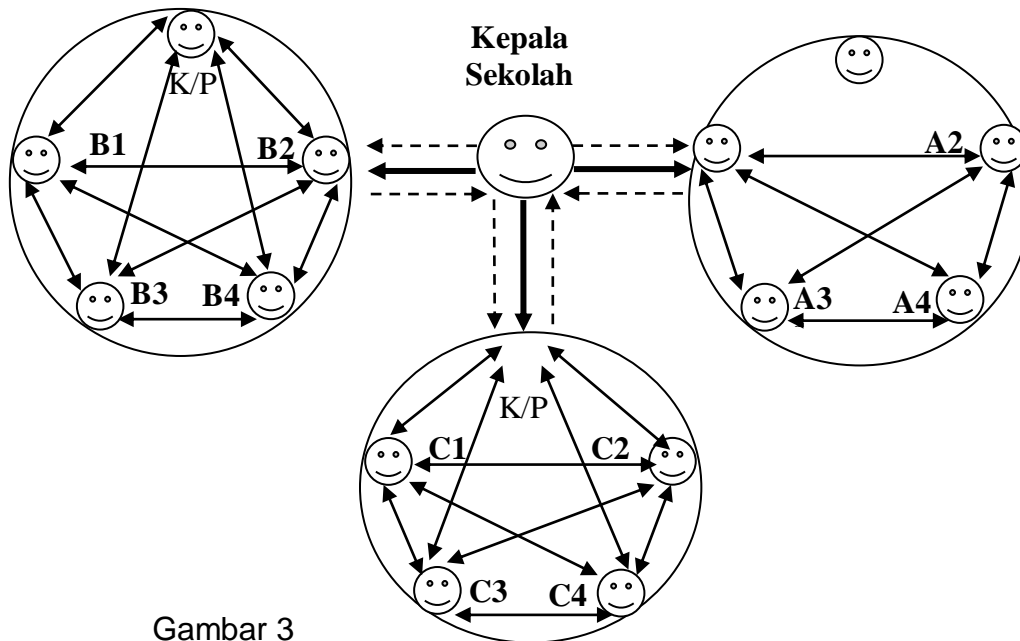 Kepala
Sekolah
K/P
B1
B2
B3
B4
A2
A3
A4
K/P
C1
C2
C3
C4
Gambar 3